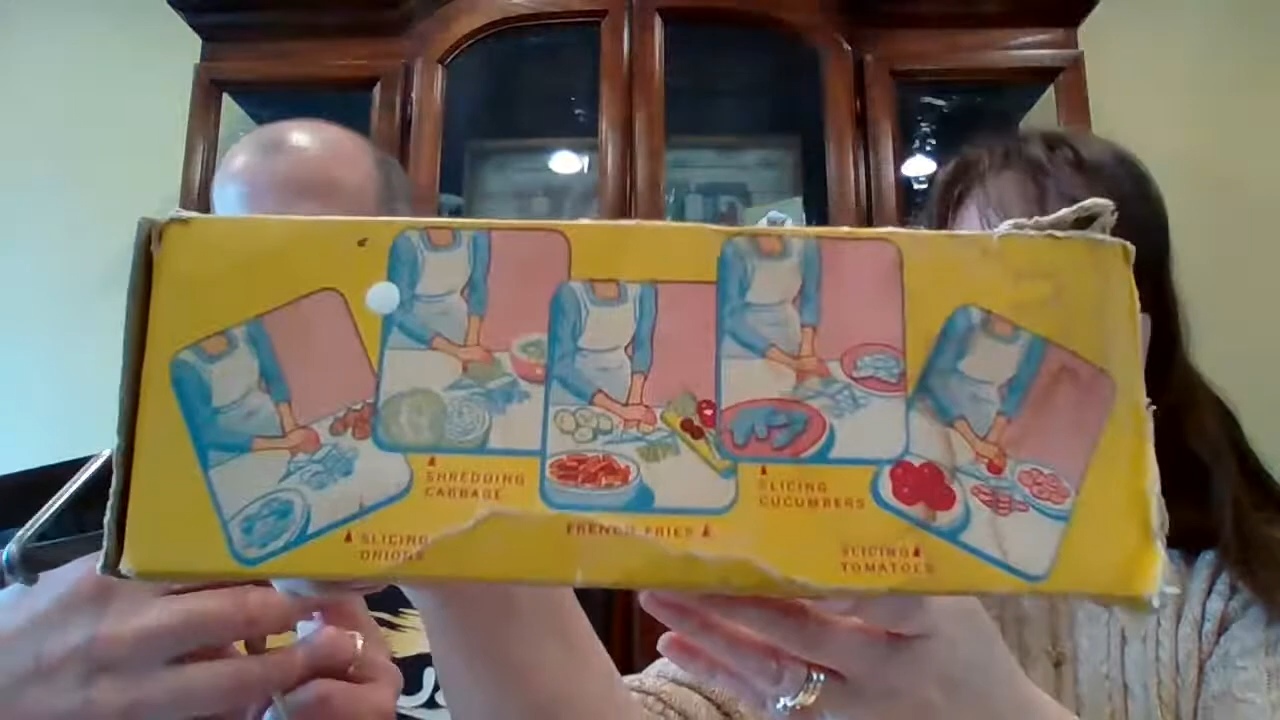 SHREDDING
CABBAGE
SLICING
CUCUMBERS
SLICING
ONIONS
FRENCH FRIES
SLICING
TOMATOES